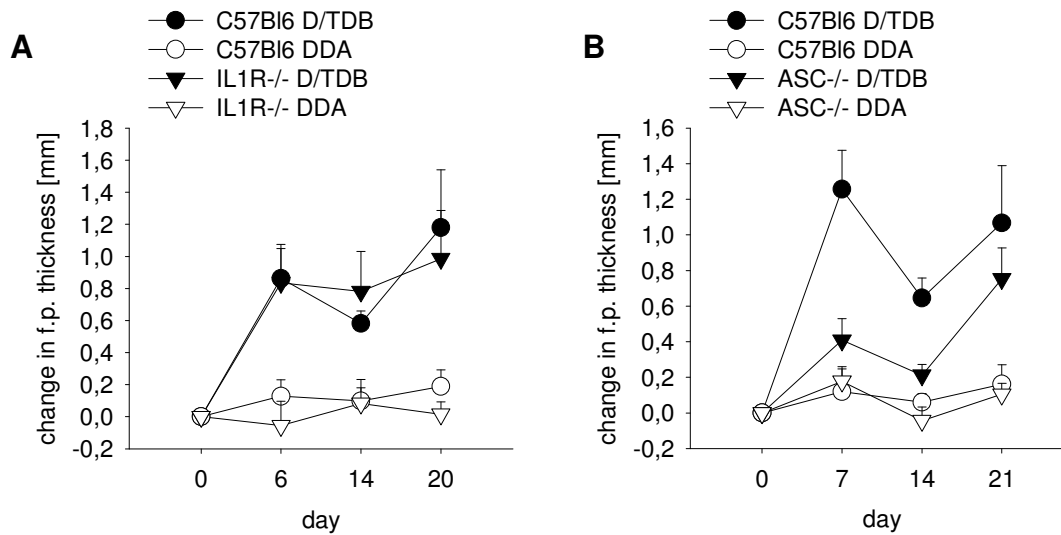 A
C57Bl6 D/TDB
C57Bl6 DDA
IL1R-/- D/TDB
IL1R-/- DDA
change in f.p. thickness [mm]
1,8
1,6
1,4
1,2
1,0
0,8
0,6
0,4
0,2
0,0
-0,2
0 6 14 20
day
B
C57Bl6 D/TDB
C57Bl6 DDA
ASC-/- D/TDB
ASC-/- DDA
change in f.p. thickness [mm]
1,6
1,4
1,2
1,0
0,8
0,6
0,4
0,2
0,0
-0,2
0 7 14 21
day